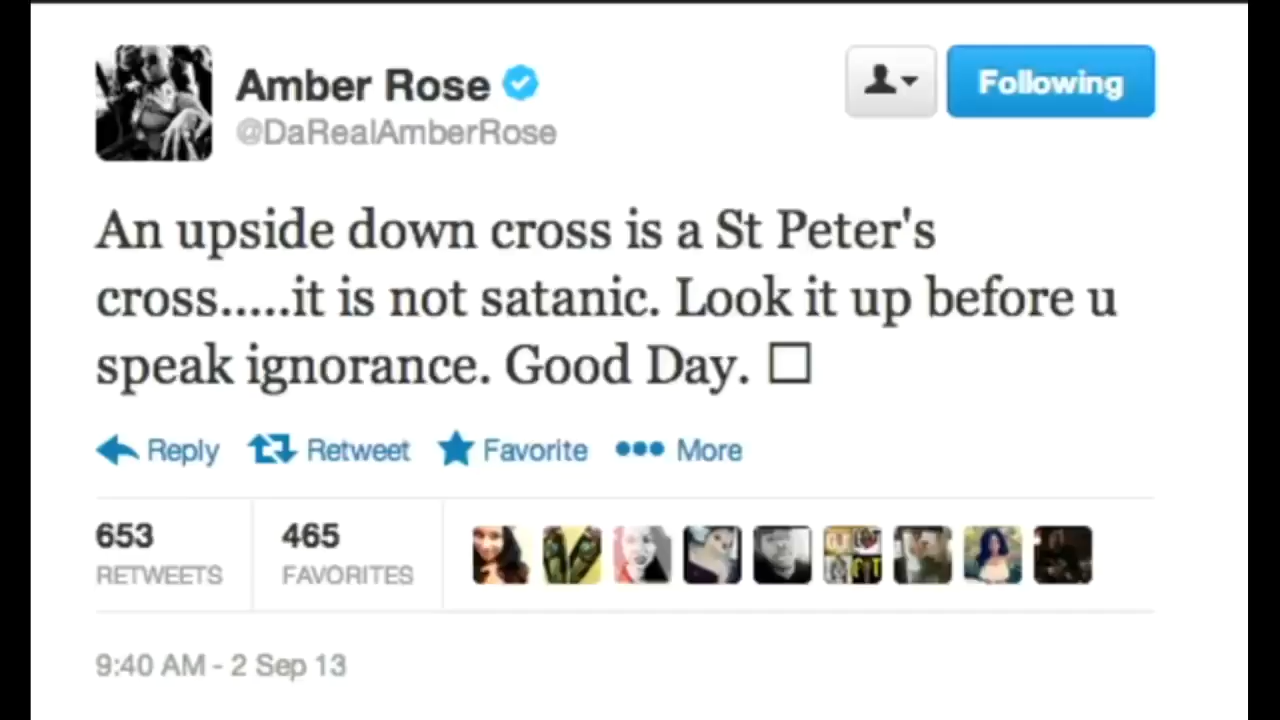 Amber Rose
@DaRealAmberRose
Following
An upside down cross is a St Peter's
cross.....it is not satanic. Look it up before u
speak ignorance. Good Day. □
Reply Retweet Favorite More
653 465
RETWEETS FAVORITES
9:40 AM - 2 Sep 13